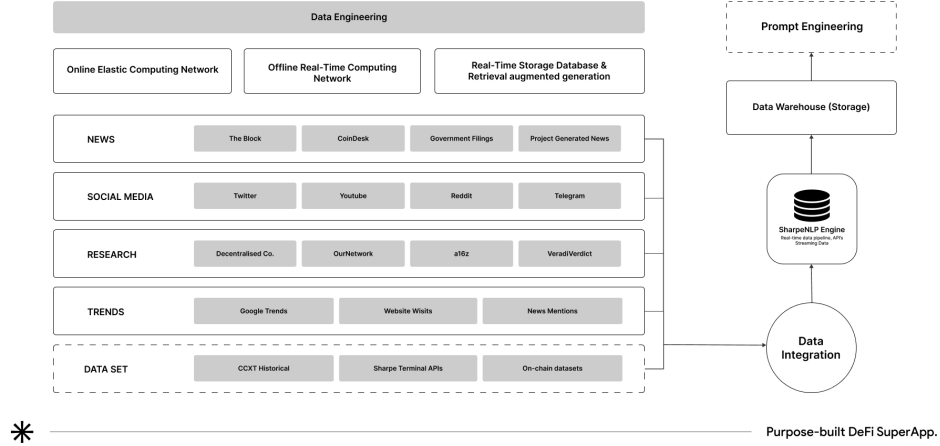 Data Engineering
Prompt Engineering
Online Elastic Computing Network
Offline Real-Time Computing
Network
Real-Time Storage Database &
Retrieval augmented generation
Data Warehouse (Storage)
NEWS
The Block
CoinDesk
Government Filings
Project Generated News
SOCIAL MEDIA
Twitter
Youtube
Reddit
Telegram
SharpeNLP Engine
Real-time data pipeline, API's
Streaming Data
RESEARCH
Decentralised Co.
OurNetwork
a16z
VeradiVerdict
TRENDS
Google Trends
Website Wisits
News Mentions
Data
Integration
DATA SET
CCXT Historical
Sharpe Terminal APIs
On-chain datasets
Purpose-built DeFi SuperApp.